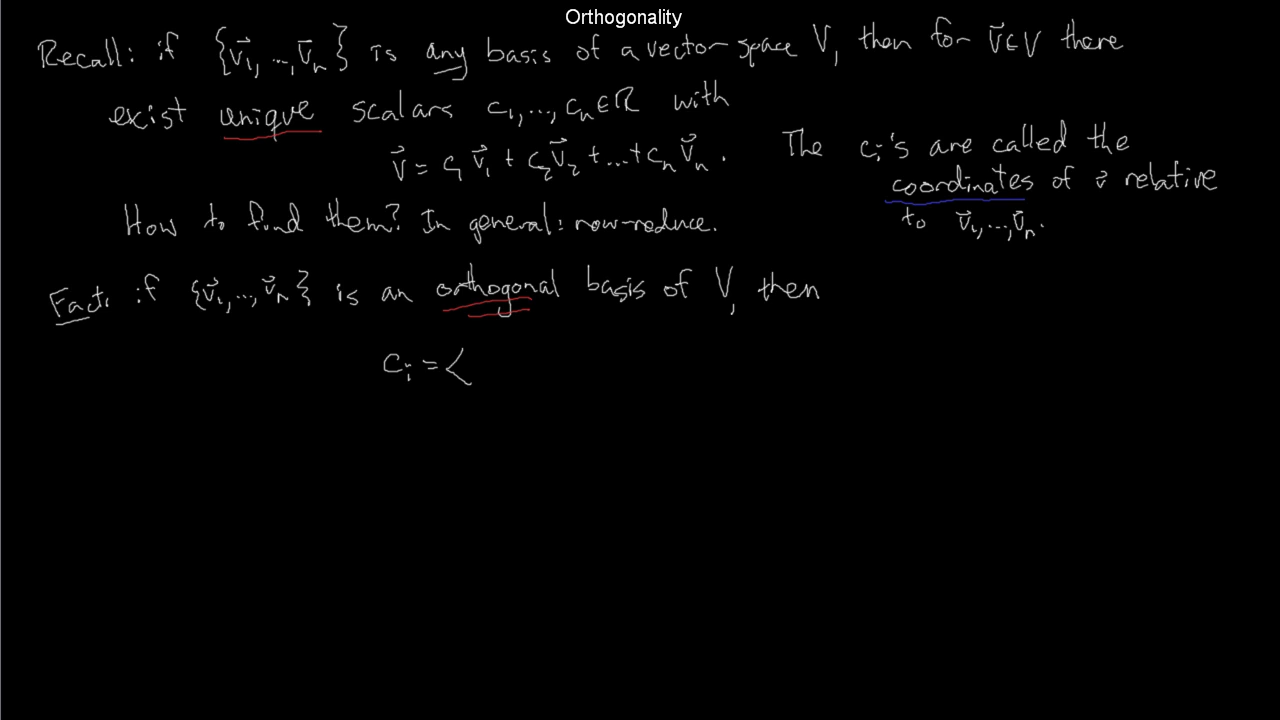 Orthogonality
Recall: if {v⃗₁, ..., v⃗ₙ} is any basis of a vector space V, then for v⃗∈V there
exist unique scalars c₁, ..., cₙ∈ℝ with
v⃗ = c₁v⃗₁ + c₂v⃗₂ + ... + cₙv⃗ₙ.
The cᵢ's are called the
coordinates of v⃗ relative
to v⃗₁, ..., v⃗ₙ.
How to find them? In general: row-reduce.
Fact: if {v⃗₁, ..., v⃗ₙ} is an orthogonal basis of V, then
cᵢ = <